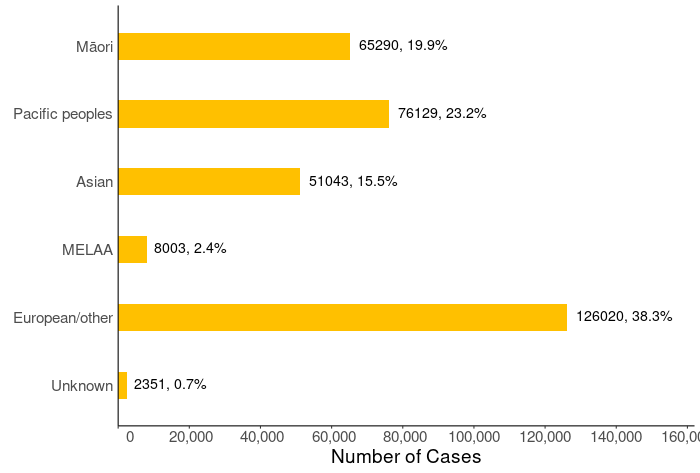 Māori
65290, 19.9%
Pacific peoples
76129, 23.2%
Asian
51043, 15.5%
MELAA
8003, 2.4%
European/other
126020, 38.3%
Unknown
2351, 0.7%
0 20,000 40,000 60,000 80,000 100,000 120,000 140,000
Number of Cases